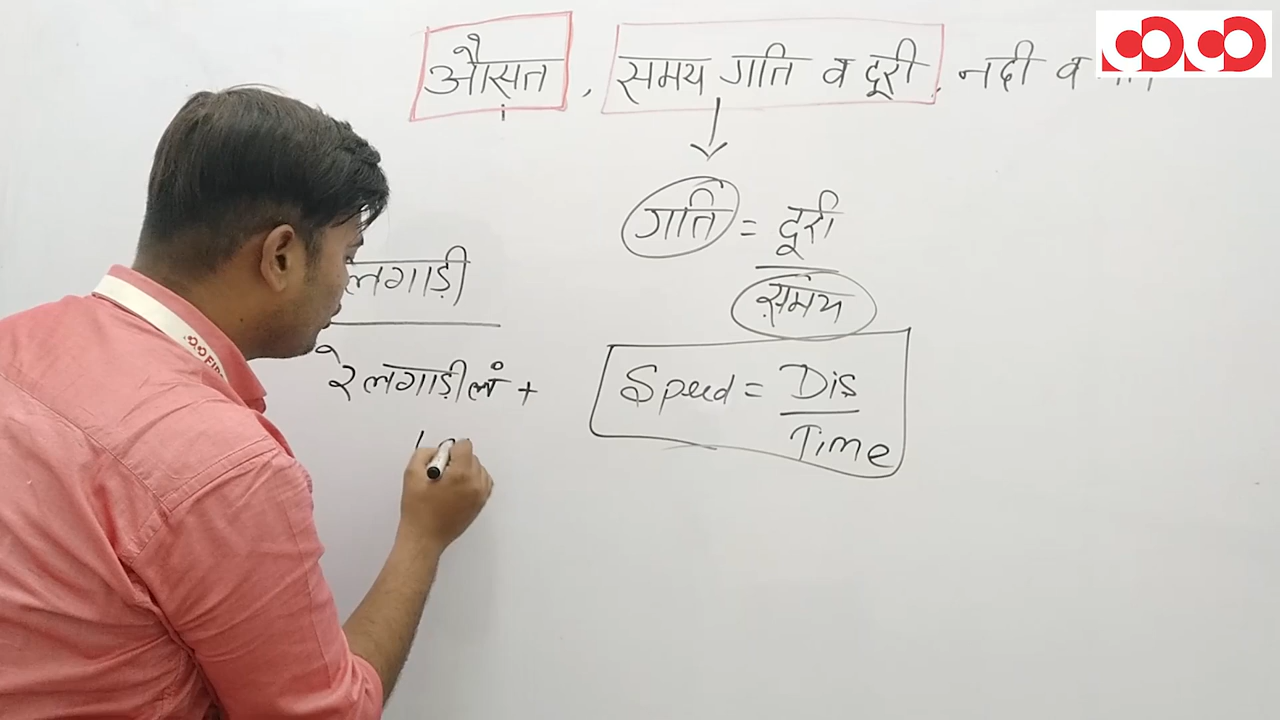 औसत, समय गति व दूरी, नदी व
गति = दूरी
समय
लगाड़ी
रेलगाड़ी लं +
Speed = Dis
Time